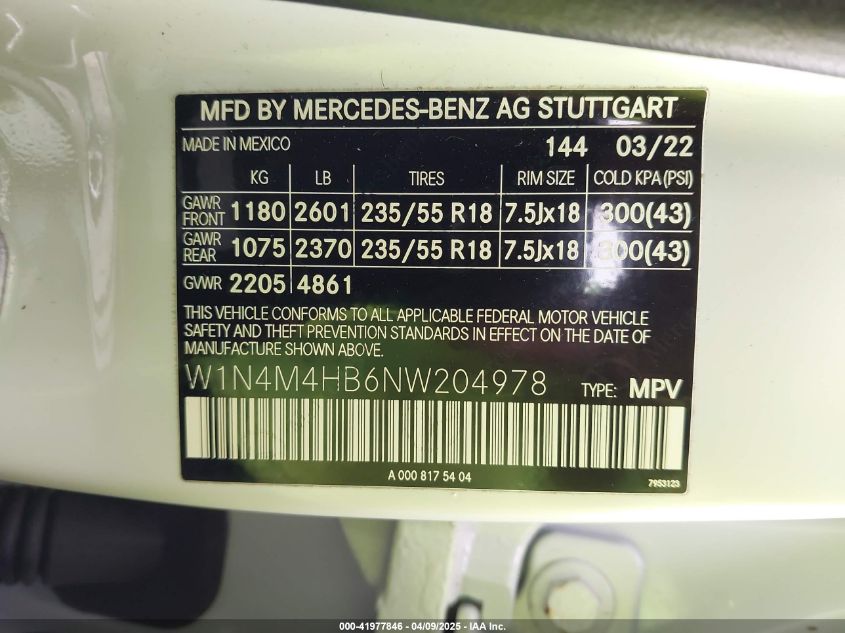 MFD BY MERCEDES-BENZ AG STUTTGART
MADE IN MEXICO 144 03/22
KG LB TIRES RIM SIZE COLD KPA(PSI)
GAWR FRONT 1180 2601 235/55 R18 7.5Jx18 300(43)
GAWR REAR 1075 2370 235/55 R18 7.5Jx18 300(43)
GVWR 2205 4861
THIS VEHICLE CONFORMS TO ALL APPLICABLE FEDERAL MOTOR VEHICLE
SAFETY AND THEFT PREVENTION STANDARDS IN EFFECT ON THE DATE OF
MANUFACTURE SHOWN ABOVE.
W1N4M4HB6NW204978 TYPE: MPV
A 000 817 54 04
7953123
000-41977846 04/09/2025 IAA Inc.